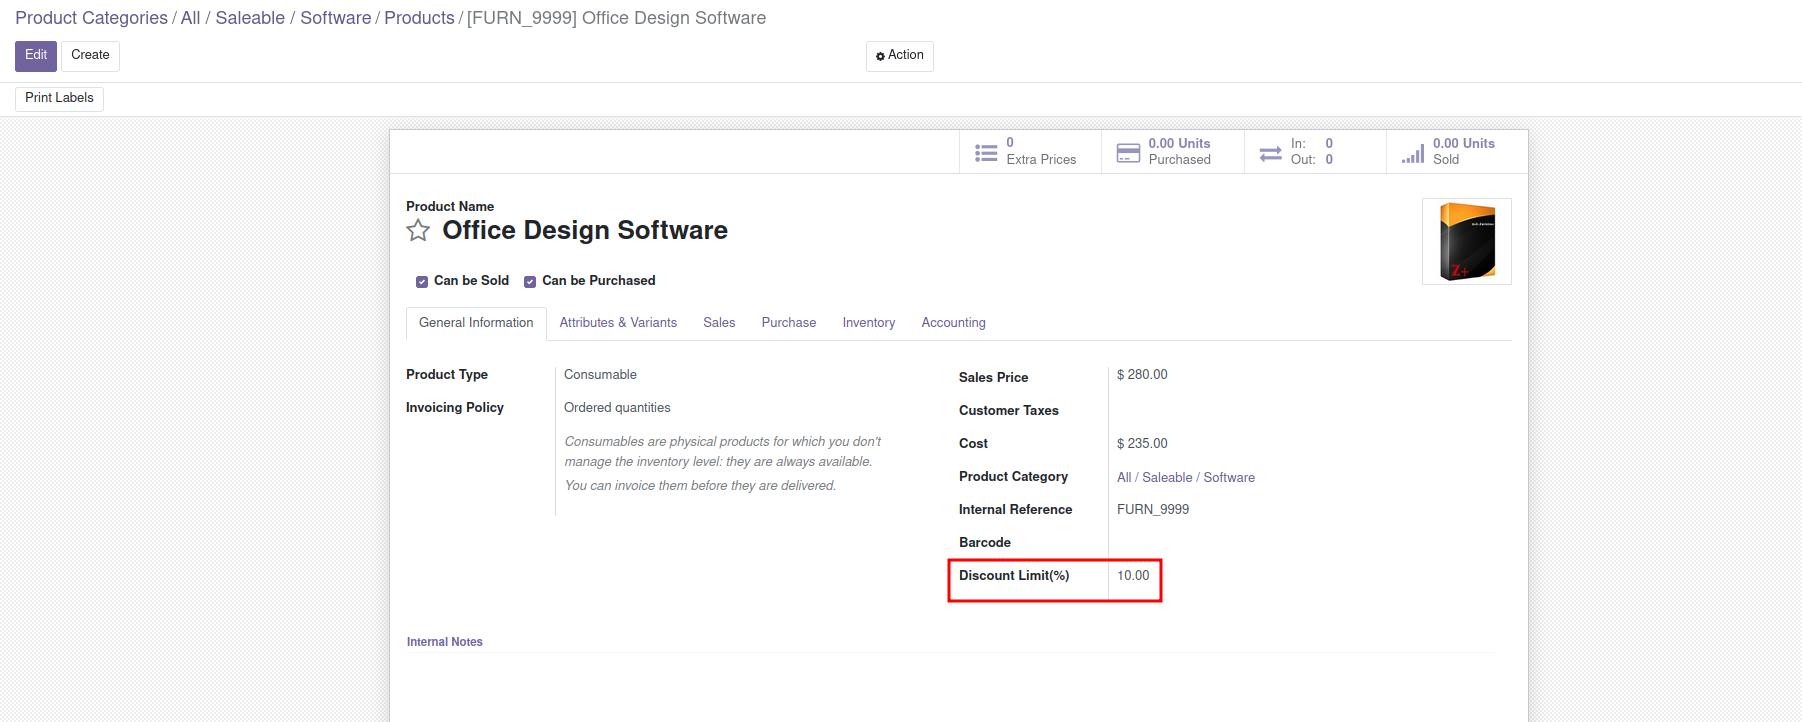 Product Categories / All / Saleable / Software / Products / [FURN_9999] Office Design Software
Edit Create Action
Print Labels
0
Extra Prices
0.00 Units
Purchased
In: 0
Out: 0
0.00 Units
Sold
Product Name
Office Design Software
Can be Sold Can be Purchased
Z+
General Information Attributes & Variants Sales Purchase Inventory Accounting
Product Type Consumable
Invoicing Policy Ordered quantities
Consumables are physical products for which you don't
manage the inventory level: they are always available.
You can invoice them before they are delivered.
Sales Price $ 280.00
Customer Taxes
Cost $ 235.00
Product Category All / Saleable / Software
Internal Reference FURN_9999
Barcode
Discount Limit(%) 10.00
Internal Notes